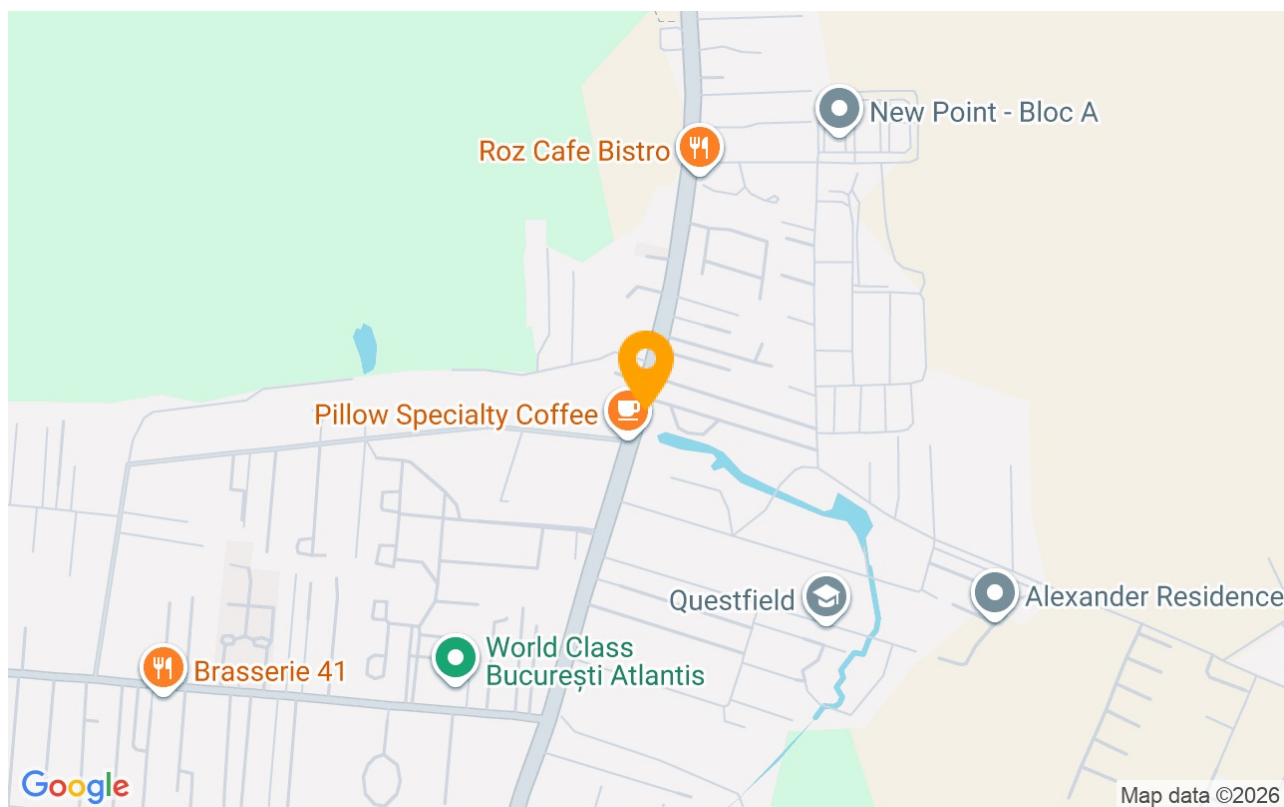 New Point - Bloc A
Roz Cafe Bistro
Pillow Specialty Coffee
Questfield
Alexander Residence
World Class
București Atlantis
Brasserie 41
Google
Map data ©2026